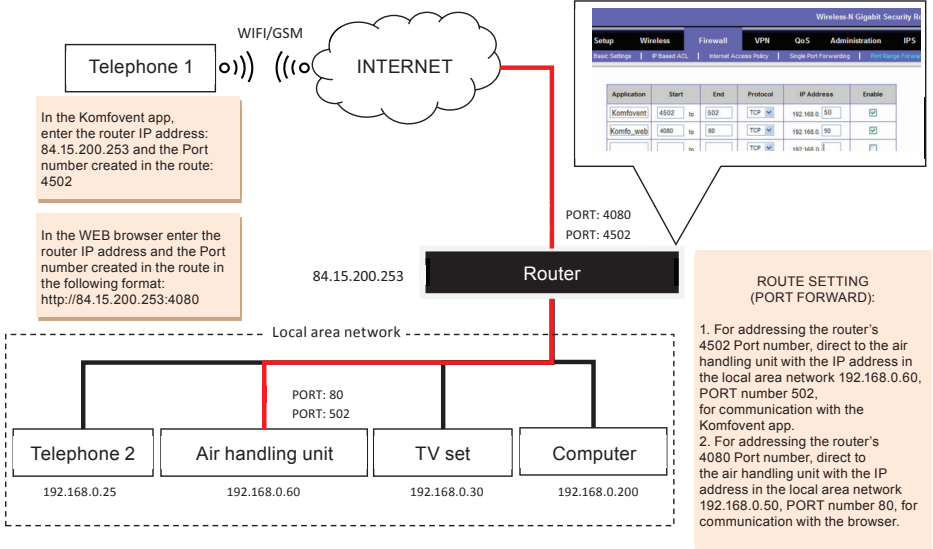 WIFI/GSM
Telephone 1
INTERNET
In the Komfovent app,
enter the router IP address:
84.15.200.253 and the Port
number created in the route:
4502
In the WEB browser enter the
router IP address and the Port
number created in the route in
the following format:
http://84.15.200.253:4080
Wireless-N Gigabit Security Ro
Setup Wireless Firewall VPN QoS Administration IPS
Basic Settings | IP Based ACL | Internet Access Policy | Single Port Forwarding | Port Range Forwar
Application Start End Protocol IP Address Enable
Komfovent 4502 to 502 TCP 192.168.0. 50
Komfo_web 4080 to 80 TCP 192.168.0. 50
to TCP 192.168.0.
PORT: 4080
PORT: 4502
84.15.200.253
Router
Local area network
PORT: 80
PORT: 502
Telephone 2
Air handling unit
TV set
Computer
192.168.0.25
192.168.0.60
192.168.0.30
192.168.0.200
ROUTE SETTING
(PORT FORWARD):
1. For addressing the router’s
4502 Port number, direct to the air
handling unit with the IP address in
the local area network 192.168.0.60,
PORT number 502,
for communication with the
Komfovent app.
2. For addressing the router’s
4080 Port number, direct to
the air handling unit with the IP
address in the local area network
192.168.0.50, PORT number 80, for
communication with the browser.